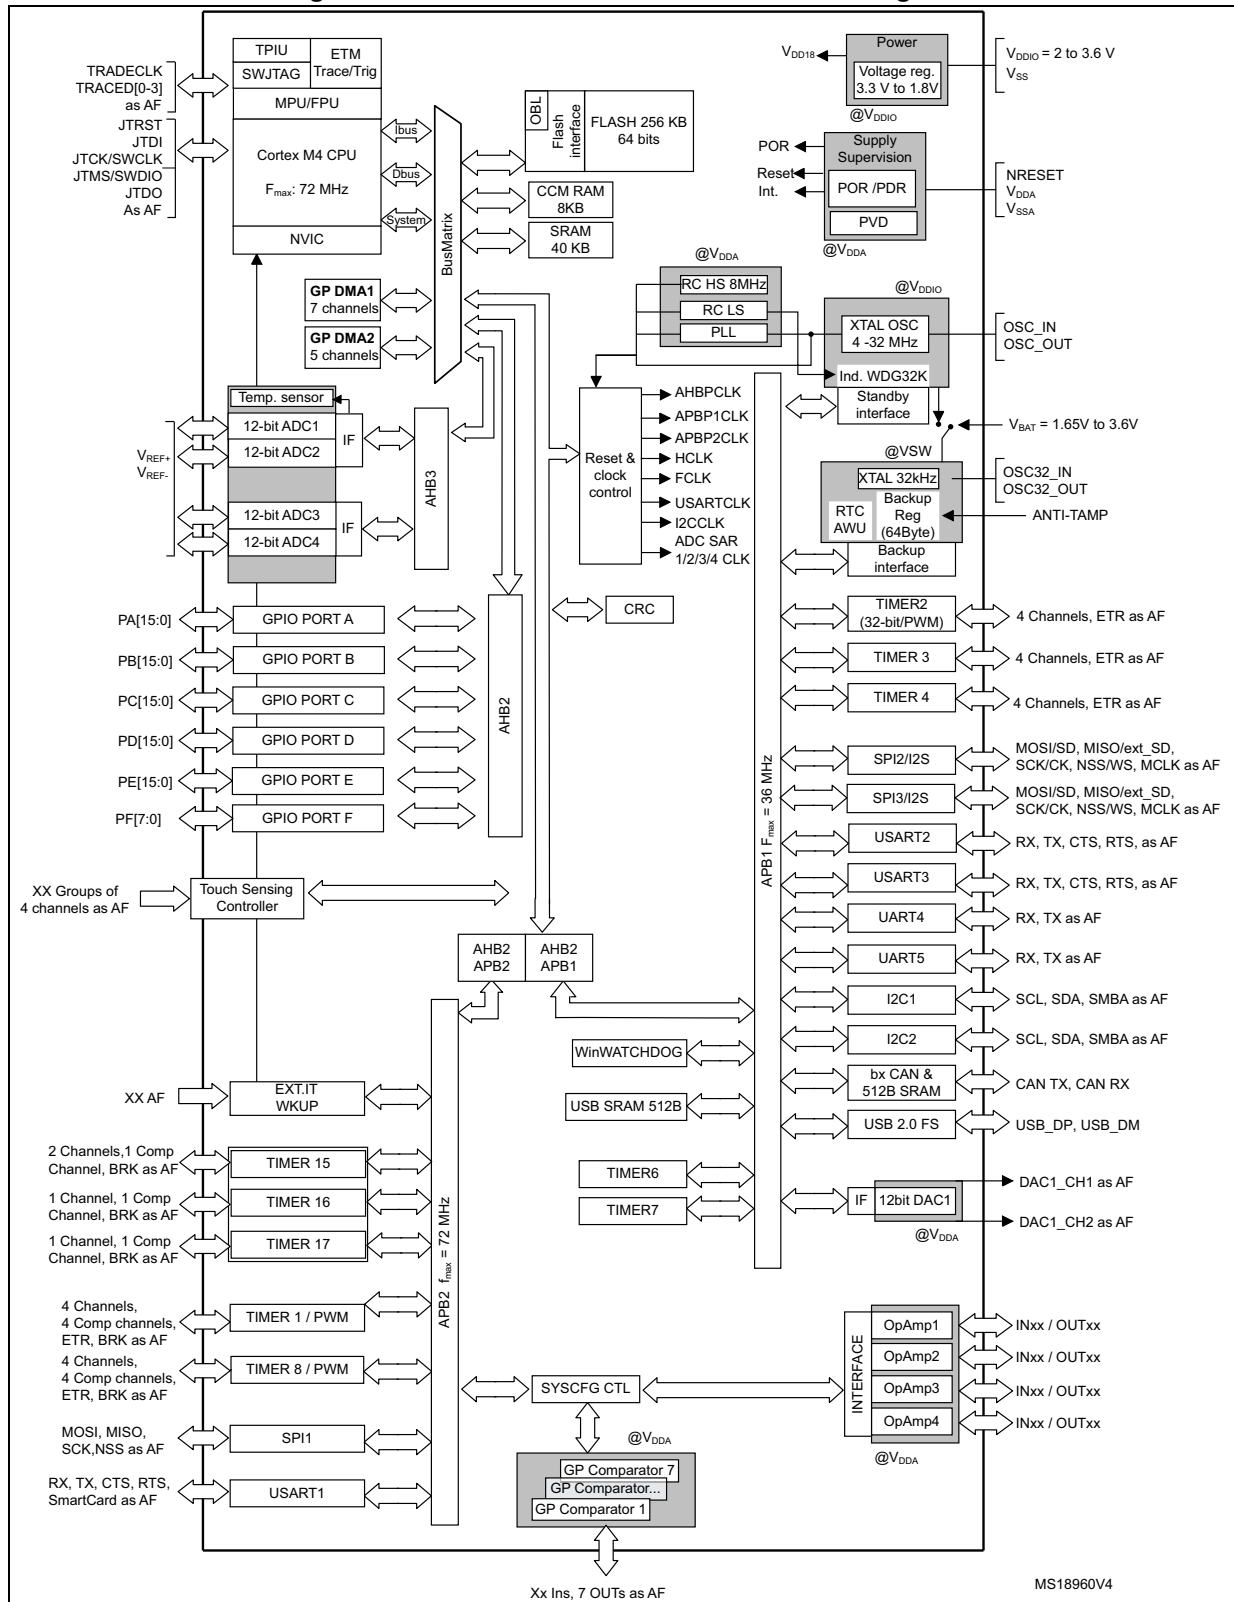 TPIU
ETM
Trace/Trig
SWJTAG
MPU/FPU
Cortex M4 CPU
Fmax: 72 MHz
NVIC
TRADECLK
TRACED[0-3]
as AF
JTRST
JTDI
JTCK/SWCLK
JTMS/SWDIO
JTDO
As AF
Ibus
Dbus
System
BusMatrix
OBL
Flash
interface
FLASH 256 KB
64 bits
CCM RAM
8KB
SRAM
40 KB
GP DMA1
7 channels
GP DMA2
5 channels
VDD18
Power
Voltage reg.
3.3 V to 1.8V
@VDDIO
VDDIO = 2 to 3.6 V
VSS
POR
Reset
Int.
Supply
Supervision
POR /PDR
PVD
@VDDA
NRESET
VDDA
VSSA
@VDDA
RC HS 8MHz
RC LS
PLL
@VDDIO
XTAL OSC
4 -32 MHz
Ind. WDG32K
Standby
interface
OSC_IN
OSC_OUT
VBAT = 1.65V to 3.6V
@VSW
XTAL 32kHz
RTC
AWU
Backup
Reg
(64Byte)
Backup
interface
OSC32_IN
OSC32_OUT
ANTI-TAMP
Reset &
clock
control
AHBPCLK
APBP1CLK
APBP2CLK
HCLK
FCLK
USARTCLK
I2CCLK
ADC SAR
1/2/3/4 CLK
Temp. sensor
12-bit ADC1
12-bit ADC2
IF
12-bit ADC3
12-bit ADC4
IF
VREF+
VREF-
AHB3
CRC
AHB2
PA[15:0]
GPIO PORT A
PB[15:0]
GPIO PORT B
PC[15:0]
GPIO PORT C
PD[15:0]
GPIO PORT D
PE[15:0]
GPIO PORT E
PF[7:0]
GPIO PORT F
XX Groups of
4 channels as AF
Touch Sensing
Controller
AHB2
APB2
AHB2
APB1
APB1 Fmax = 36 MHz
TIMER2
(32-bit/PWM)
4 Channels, ETR as AF
TIMER 3
4 Channels, ETR as AF
TIMER 4
4 Channels, ETR as AF
SPI2/I2S
MOSI/SD, MISO/ext_SD,
SCK/CK, NSS/WS, MCLK as AF
SPI3/I2S
MOSI/SD, MISO/ext_SD,
SCK/CK, NSS/WS, MCLK as AF
USART2
RX, TX, CTS, RTS, as AF
USART3
RX, TX, CTS, RTS, as AF
UART4
RX, TX as AF
UART5
RX, TX as AF
I2C1
SCL, SDA, SMBA as AF
I2C2
SCL, SDA, SMBA as AF
bx CAN &
512B SRAM
CAN TX, CAN RX
USB 2.0 FS
USB_DP, USB_DM
IF
12bit DAC1
@VDDA
DAC1_CH1 as AF
DAC1_CH2 as AF
WinWATCHDOG
USB SRAM 512B
TIMER6
TIMER7
XX AF
EXT.IT
WKUP
2 Channels,1 Comp
Channel, BRK as AF
TIMER 15
1 Channel, 1 Comp
Channel, BRK as AF
TIMER 16
1 Channel, 1 Comp
Channel, BRK as AF
TIMER 17
4 Channels,
4 Comp channels,
ETR, BRK as AF
TIMER 1 / PWM
4 Channels,
4 Comp channels,
ETR, BRK as AF
TIMER 8 / PWM
MOSI, MISO,
SCK,NSS as AF
SPI1
RX, TX, CTS, RTS,
SmartCard as AF
USART1
APB2 fmax = 72 MHz
SYSCFG CTL
@VDDA
GP Comparator 7
GP Comparator...
GP Comparator 1
Xx Ins, 7 OUTs as AF
INTERFACE
OpAmp1
INxx / OUTxx
OpAmp2
INxx / OUTxx
OpAmp3
INxx / OUTxx
OpAmp4
INxx / OUTxx
@VDDA
MS18960V4